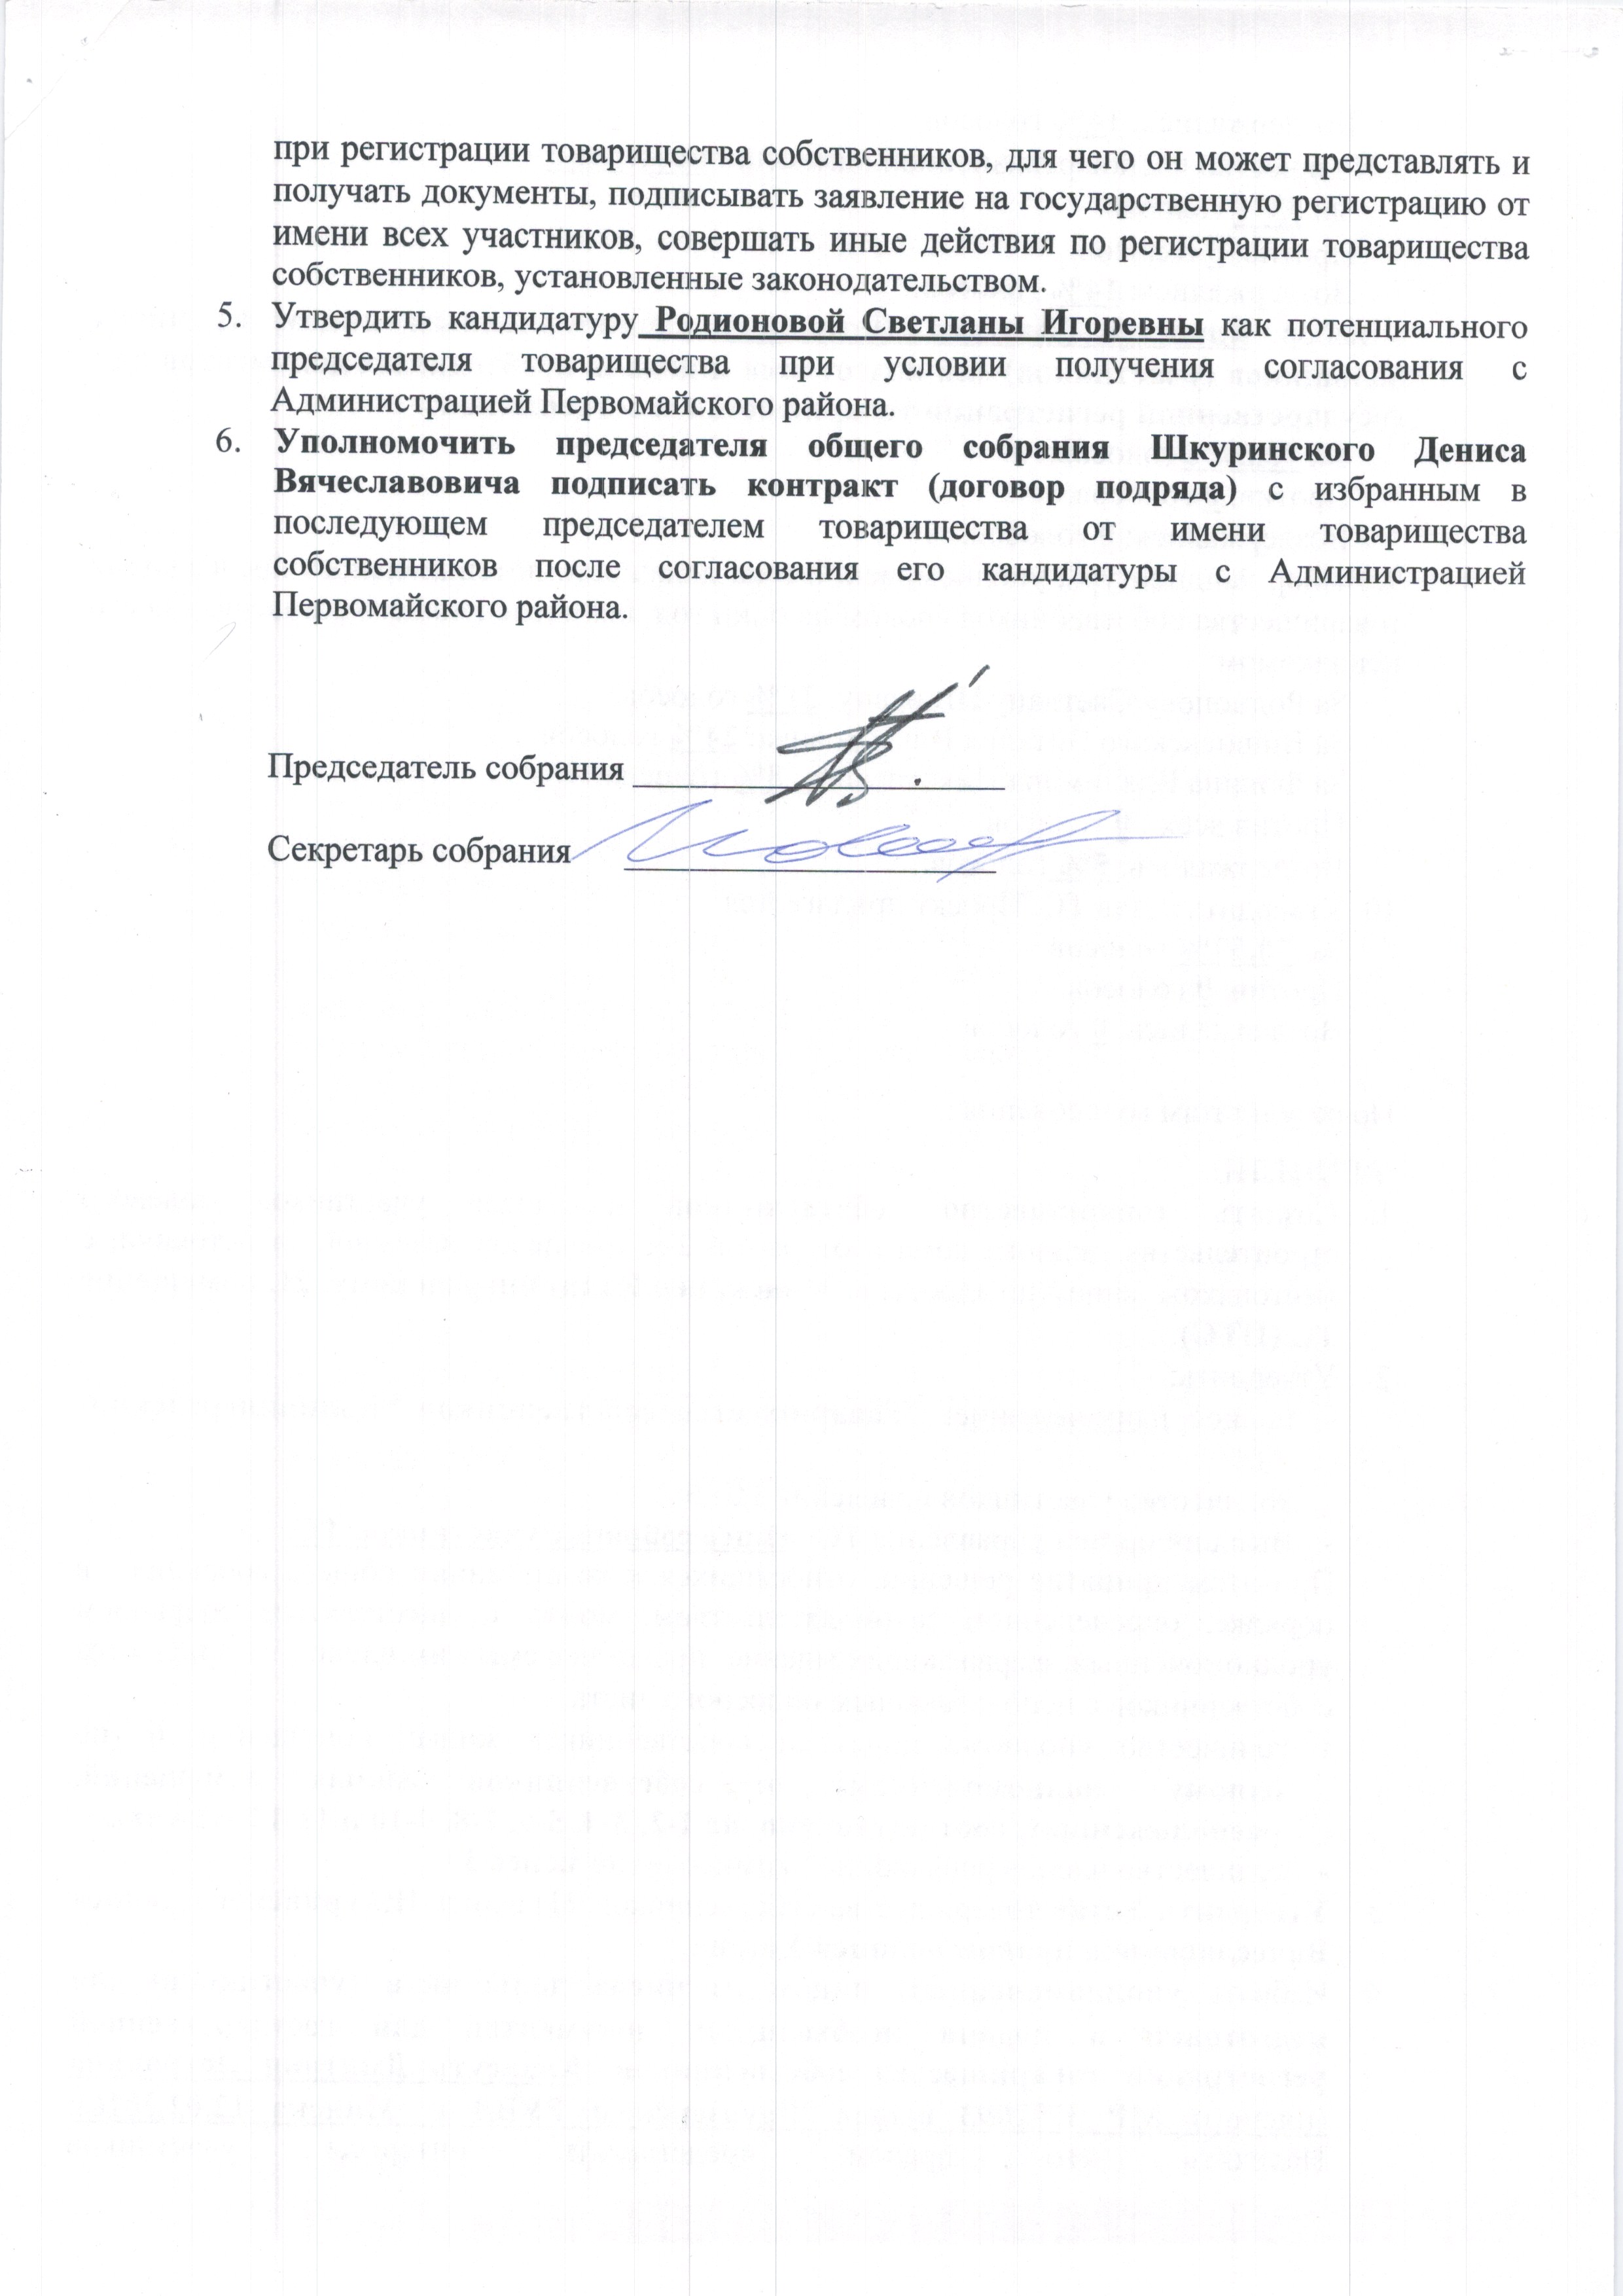 при регистрации товарищества собственников, для чего он может представлять и
получать документы, подписывать заявление на государственную регистрацию от
имени всех участников, совершать иные действия по регистрации товарищества
собственников, установленные законодательством.
5. Утвердить кандидатуру Родионовой Светланы Игоревны как потенциального
председателя товарищества при условии получения согласования с
Администрацией Первомайского района.
6. Уполномочить председателя общего собрания Шкуринского Дениса
Вячеславовича подписать контракт (договор подряда) с избранным в
последующем председателем товарищества от имени товарищества
собственников после согласования его кандидатуры с Администрацией
Первомайского района.
Председатель собрания
Секретарь собрания